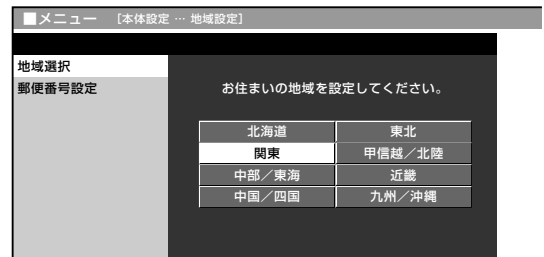 ■メニュー [本体設定 … 地域設定]
地域選択
郵便番号設定
お住まいの地域を設定してください。
北海道 東北
関東 甲信越／北陸
中部／東海 近畿
中国／四国 九州／沖縄